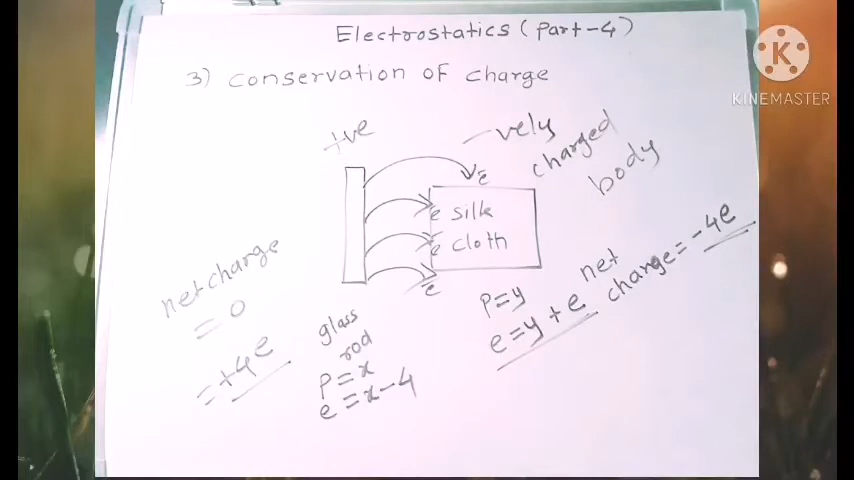 Electrostatics (Part-4)
3) conservation of charge
+ve
-vely
charged
body
e
e silk
e cloth
e
net charge
= 0
= +4e
glass
rod
P = x
e = x - 4
P = y
e = y + e
net
charge = -4e
K
KINEMASTER